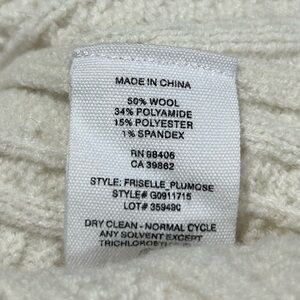 MADE IN CHINA
50% WOOL
34% POLYAMIDE
15% POLYESTER
1% SPANDEX
RN 98406
CA 39862
STYLE: FRISELLE_PLUMOSE
STYLE# G0911715
LOT# 359490
DRY CLEAN - NORMAL CYCLE
ANY SOLVENT EXCEPT